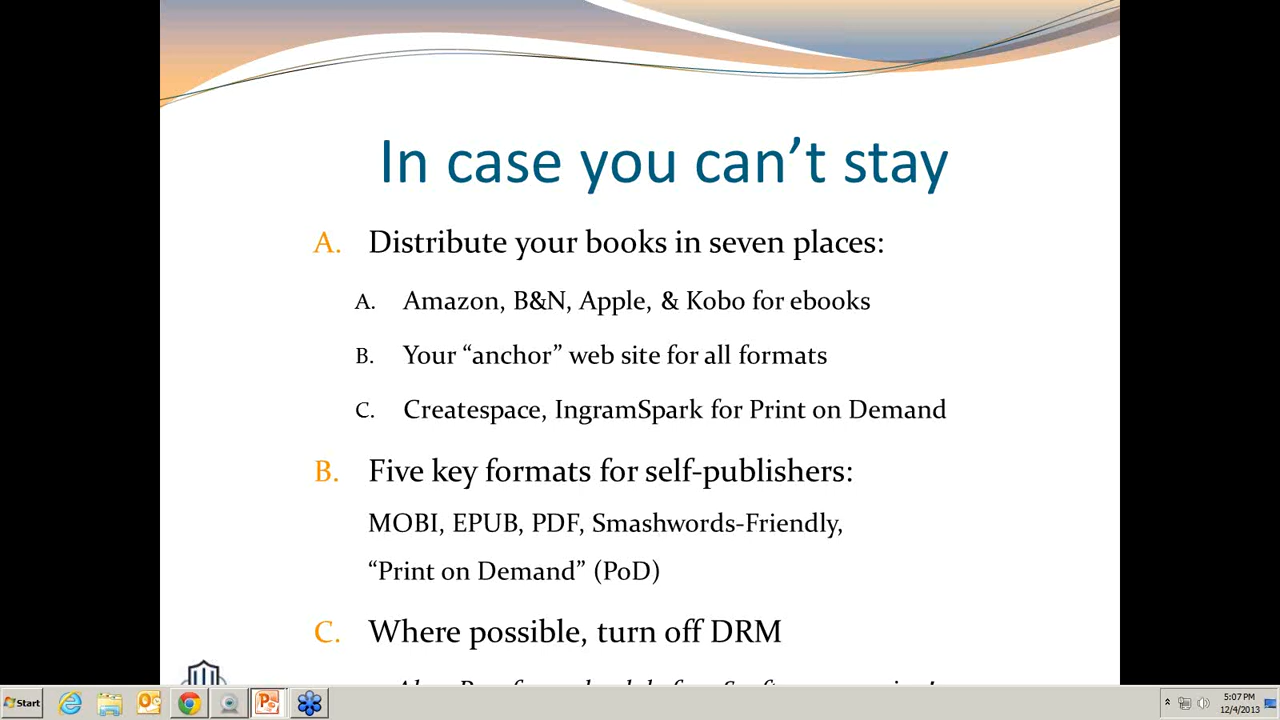 In case you can’t stay
A. Distribute your books in seven places:
A. Amazon, B&N, Apple, & Kobo for ebooks
B. Your “anchor” web site for all formats
C. Createspace, IngramSpark for Print on Demand
B. Five key formats for self-publishers:
MOBI, EPUB, PDF, Smashwords-Friendly,
“Print on Demand” (PoD)
C. Where possible, turn off DRM
Start
5:07 PM
12/4/2013